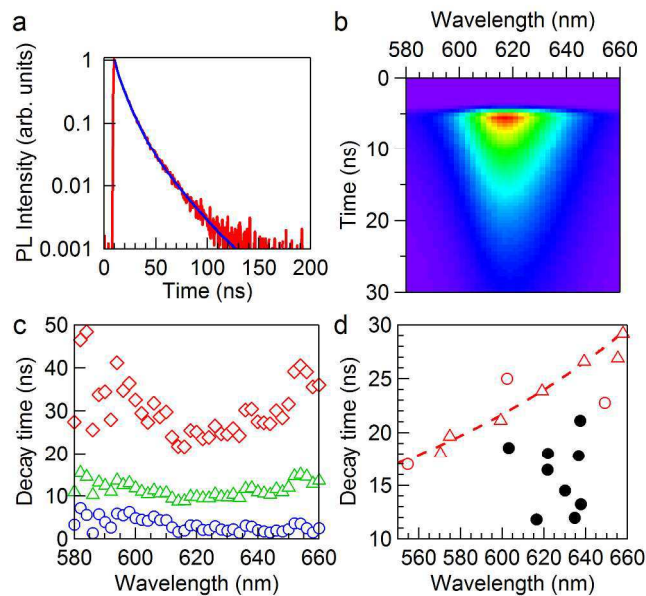 a
PL Intensity (arb. units)
1
0.1
0.01
0.001
0 50 100 150 200
Time (ns)
b
Wavelength (nm)
580 600 620 640 660
Time (ns)
0
10
20
30
c
Decay time (ns)
50
40
30
20
10
0
580 600 620 640 660
Wavelength (nm)
d
Decay time (ns)
30
25
20
15
10
560 580 600 620 640 660
Wavelength (nm)